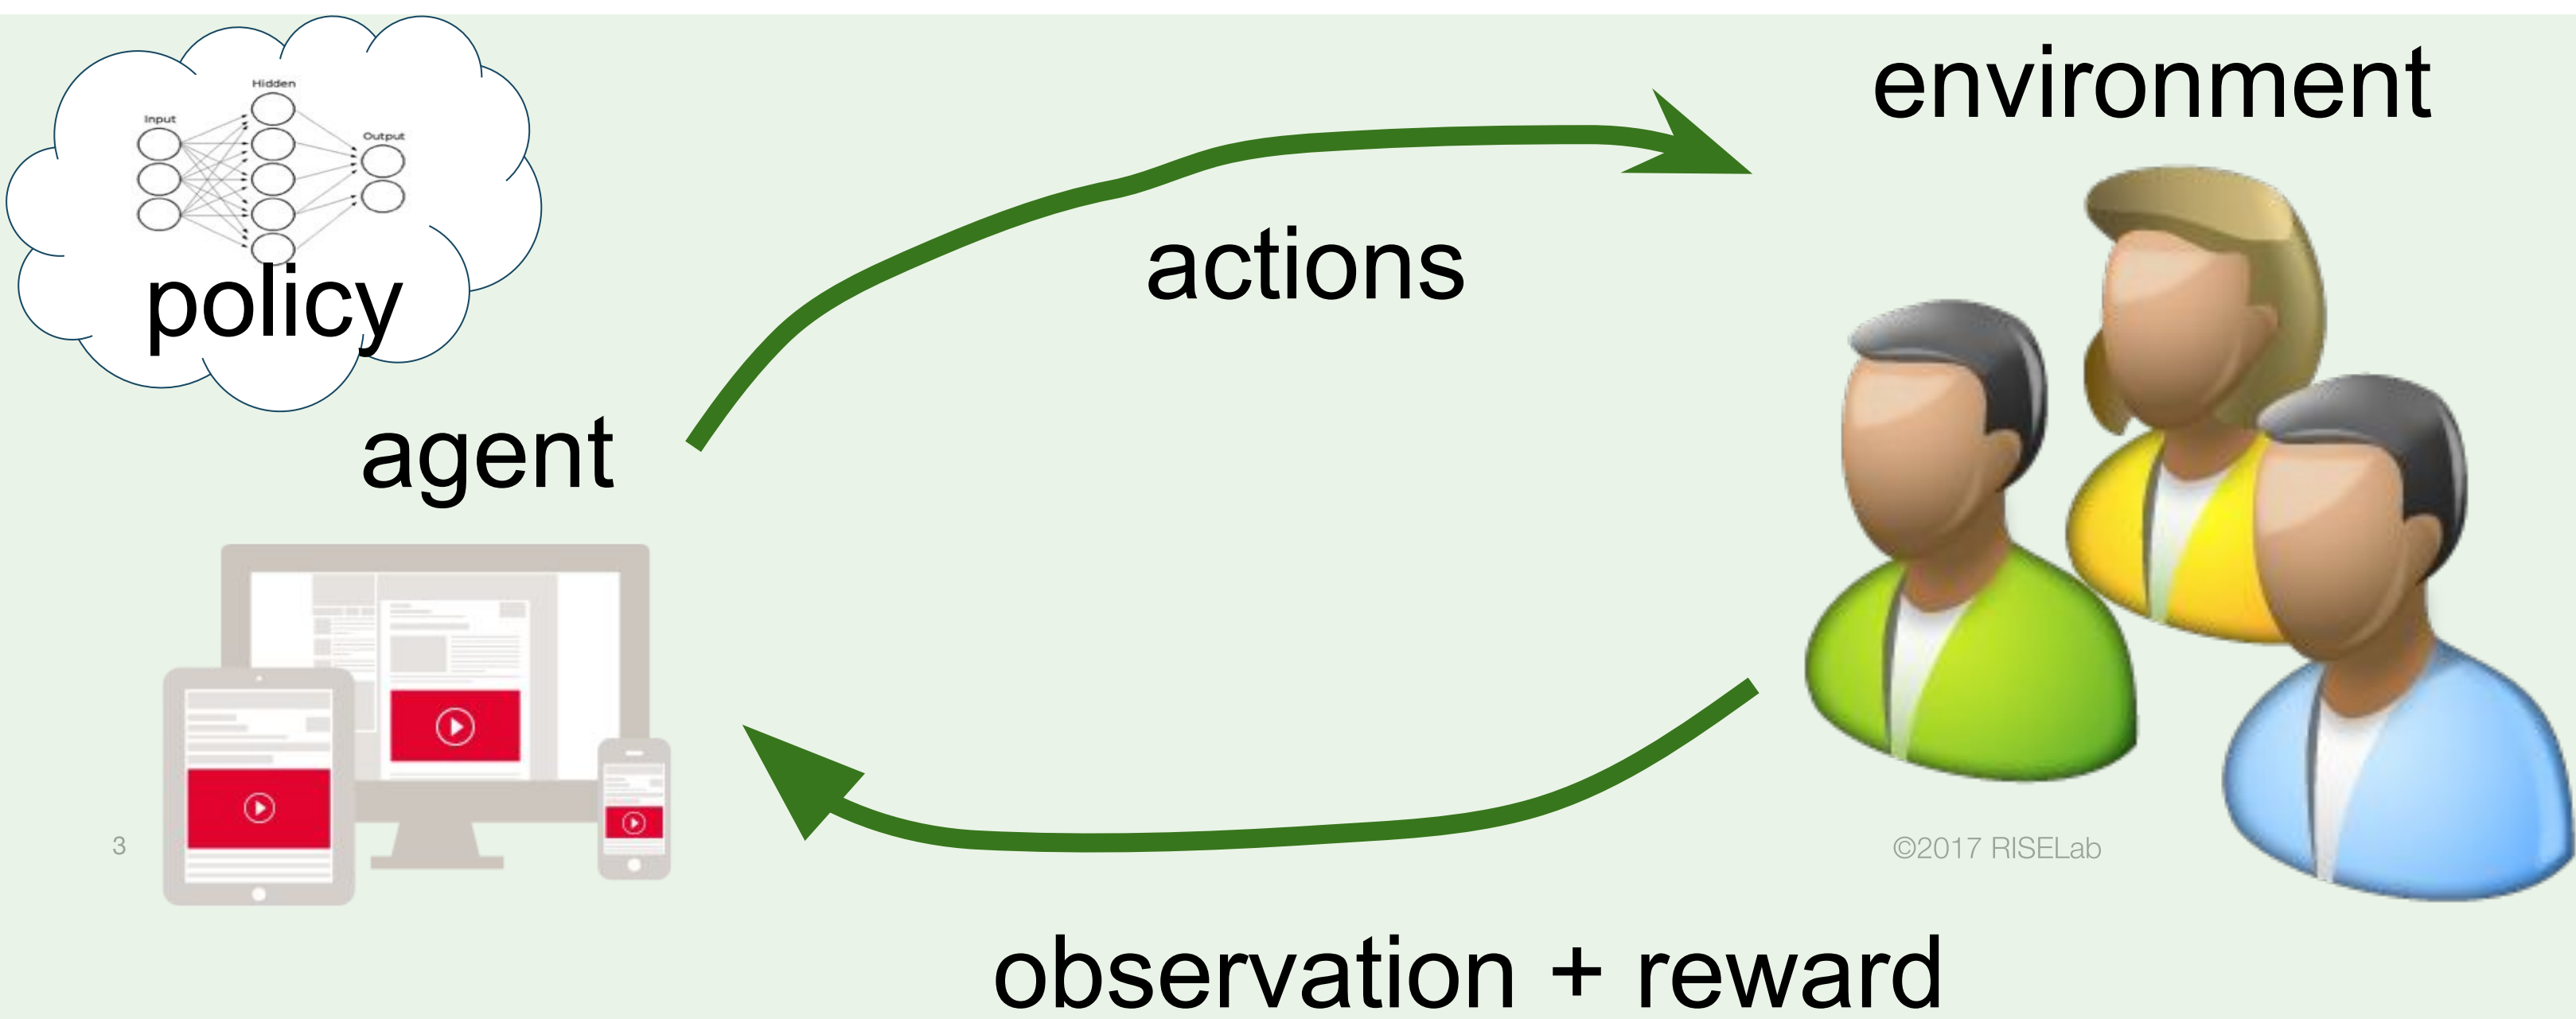 Hidden
Input
Output
policy
agent
actions
environment
3
©2017 RISELab
observation + reward